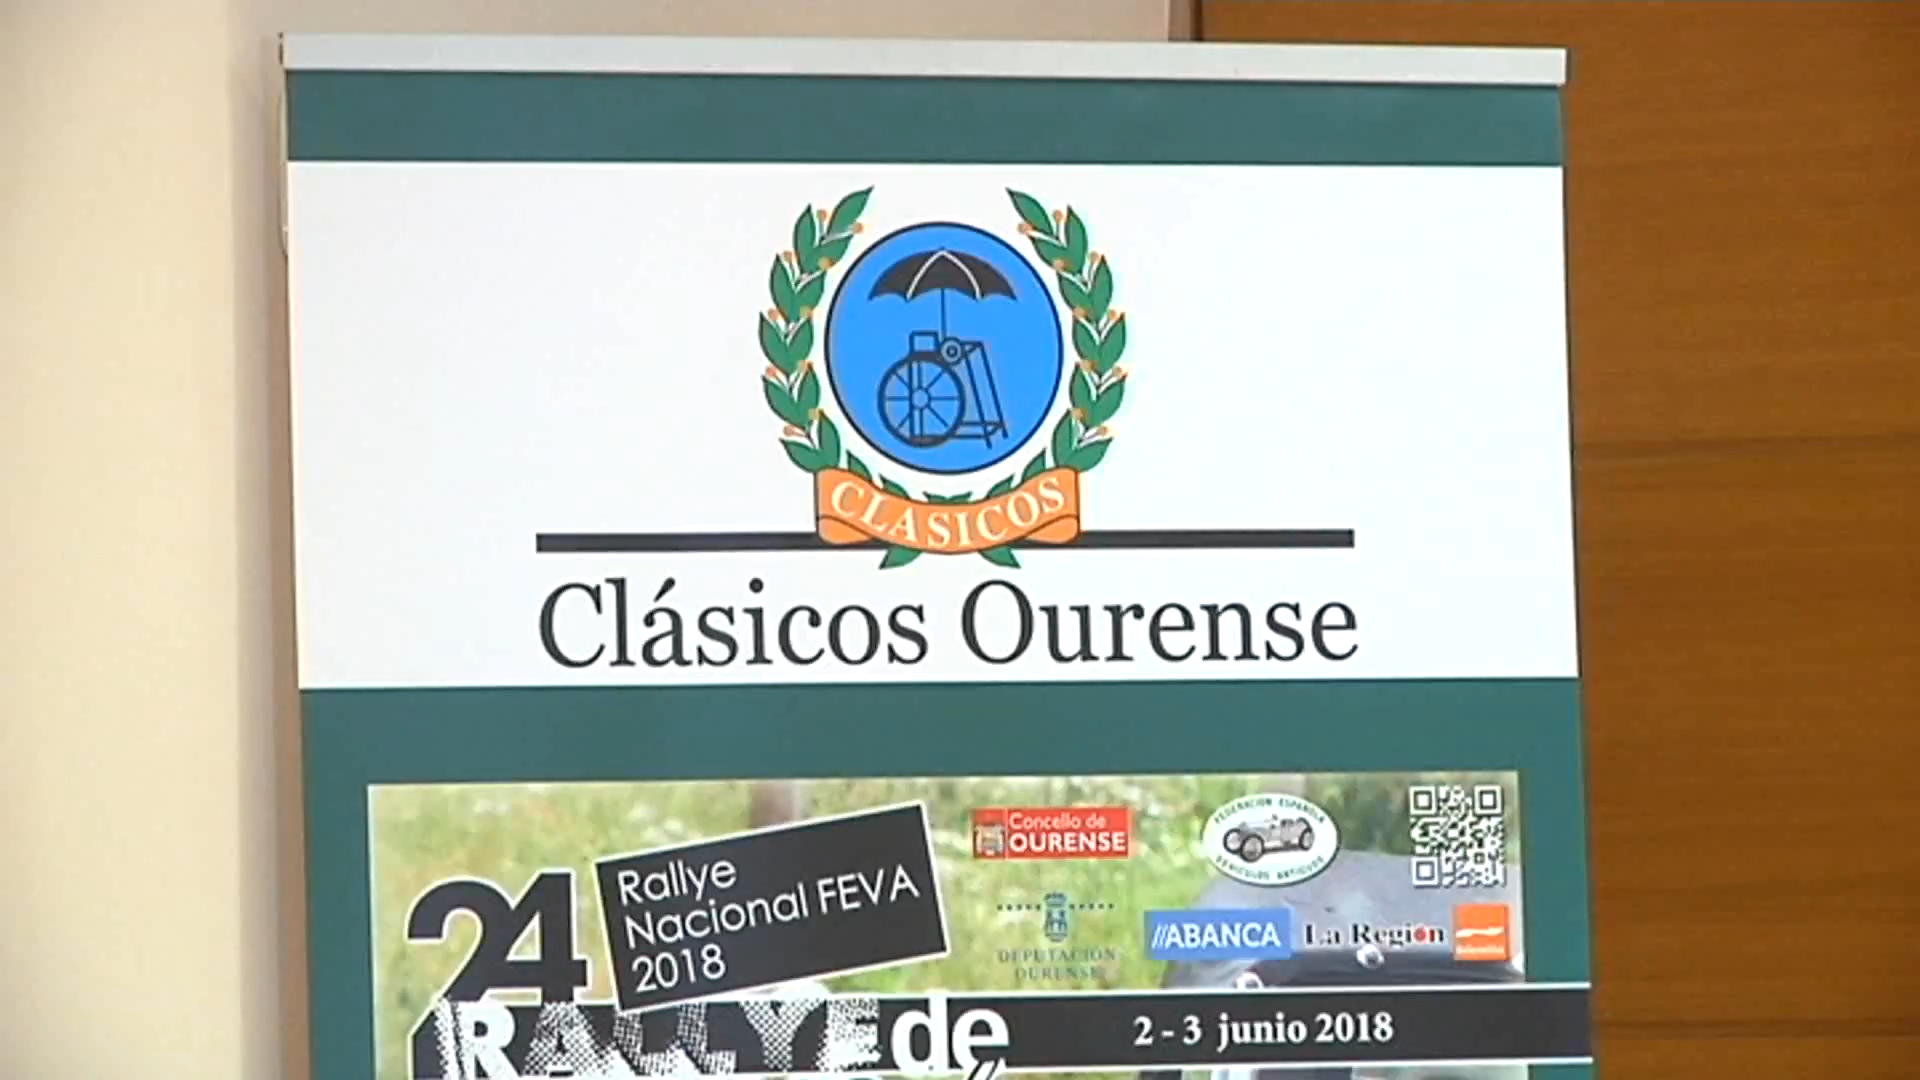 CLASICOS
Clásicos Ourense
24
Rallye
Nacional FEVA
2018
Concello de
OURENSE
FEDERACION ESPAÑOLA
VEHICULOS ANTIGUOS
DEPUTACIÓN
OURENSE
//ABANCA
La Región
RALLYE de
2 - 3 junio 2018